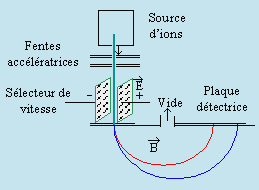 Source
d'ions
Fentes
accélératrices
Sélecteur de
vitesse
-
E
+
Vide
Plaque
détectrice
B